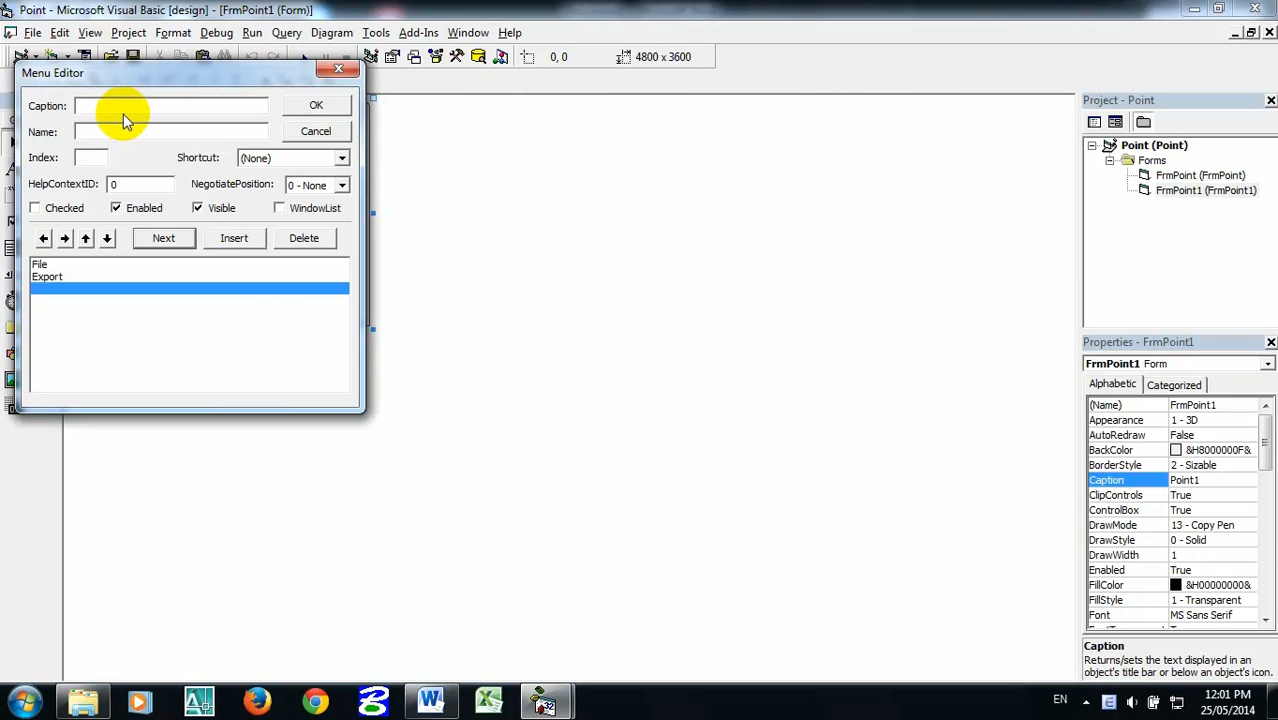 Point - Microsoft Visual Basic [design] - [FrmPoint1 (Form)]
File Edit View Project Format Debug Run Query Diagram Tools Add-Ins Window Help
0, 0 4800 x 3600
Menu Editor
Caption: OK
Name: Cancel
Index: Shortcut: (None)
HelpContextID: 0 NegotiatePosition: 0 - None
Checked Enabled Visible WindowList
Next Insert Delete
File
Export
Project - Point
Point (Point)
Forms
FrmPoint (FrmPoint)
FrmPoint1 (FrmPoint1)
Properties - FrmPoint1
FrmPoint1 Form
Alphabetic Categorized
(Name) FrmPoint1
Appearance 1 - 3D
AutoRedraw False
BackColor &H8000000F&
BorderStyle 2 - Sizable
Caption Point1
ClipControls True
ControlBox True
DrawMode 13 - Copy Pen
DrawStyle 0 - Solid
DrawWidth 1
Enabled True
FillColor &H00000000&
FillStyle 1 - Transparent
Font MS Sans Serif
Caption
Returns/sets the text displayed in an
object's title bar or below an object's icon.
EN
12:01 PM
25/05/2014